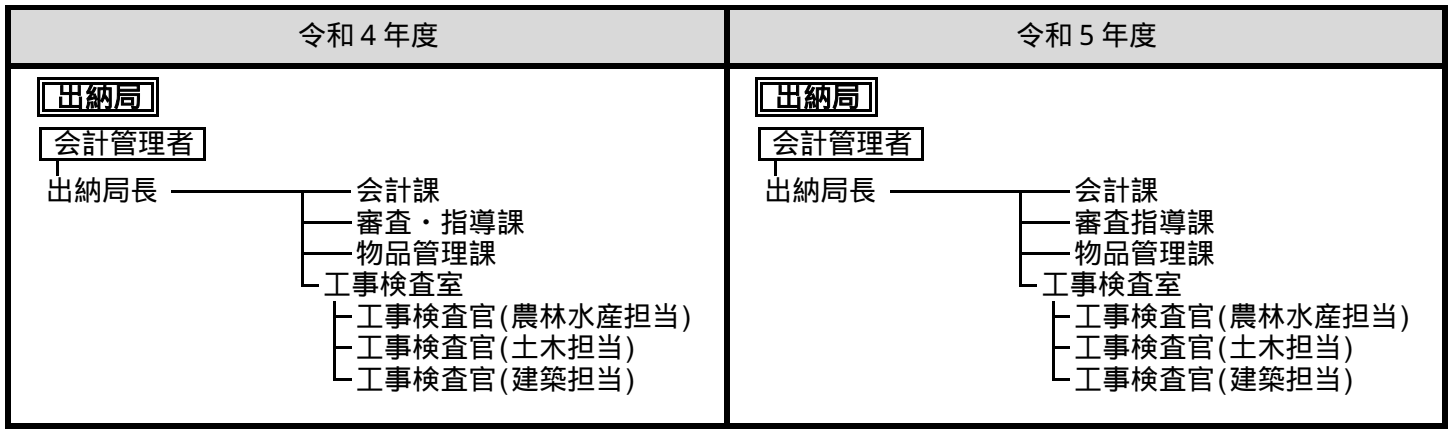 令和４年度
出納局
会計管理者
出納局長
会計課
審査・指導課
物品管理課
工事検査室
工事検査官(農林水産担当)
工事検査官(土木担当)
工事検査官(建築担当)
令和５年度
出納局
会計管理者
出納局長
会計課
審査指導課
物品管理課
工事検査室
工事検査官(農林水産担当)
工事検査官(土木担当)
工事検査官(建築担当)